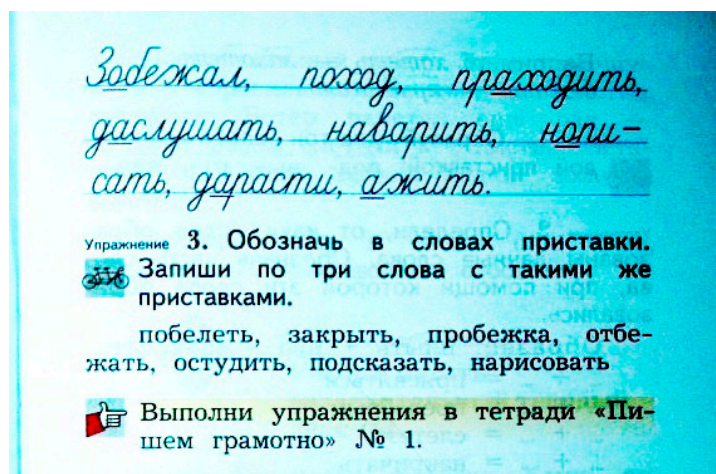 Зобежал, поход, праходить,
даслушать, наварить, нопи-
сать, дарасти, ажить.
Упражнение 3. Обозначь в словах приставки.
Запиши по три слова с такими же
приставками.
побелеть, закрыть, пробежка, отбе-
жать, остудить, подсказать, нарисовать
Выполни упражнения в тетради «Пи-
шем грамотно» № 1.